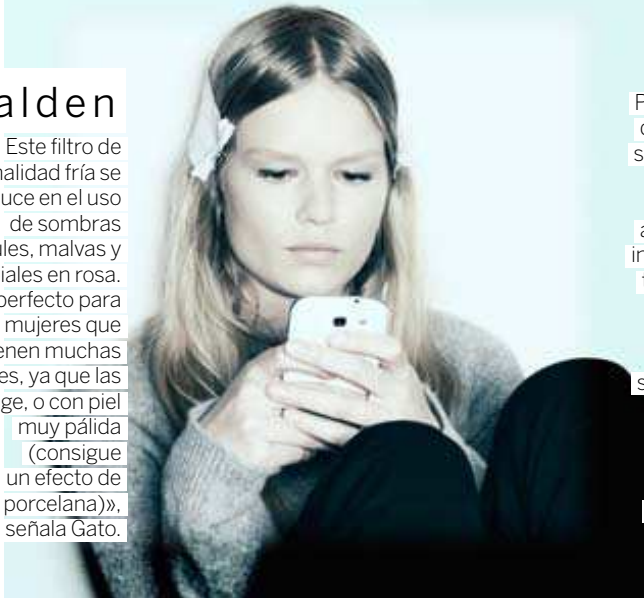 alden
Este filtro de
nalidad fría se
uce en el uso
de sombras
les, malvas y
iales en rosa.
perfecto para
mujeres que
enen muchas
es, ya que las
ge, o con piel
muy pálida
(consigue
un efecto de
porcelana)»,
señala Gato.